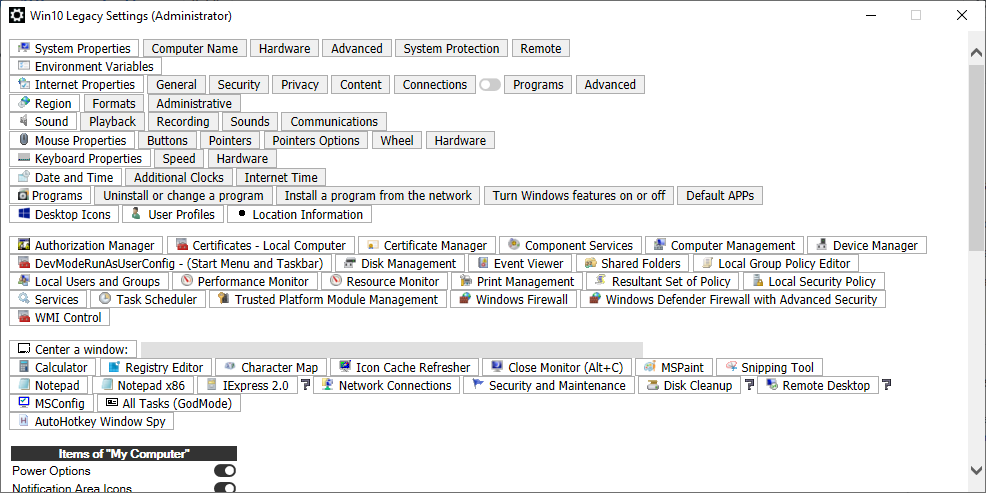 Win10 Legacy Settings (Administrator)
System Properties Computer Name Hardware Advanced System Protection Remote
Environment Variables
Internet Properties General Security Privacy Content Connections Programs Advanced
Region Formats Administrative
Sound Playback Recording Sounds Communications
Mouse Properties Buttons Pointers Pointers Options Wheel Hardware
Keyboard Properties Speed Hardware
Date and Time Additional Clocks Internet Time
Programs Uninstall or change a program Install a program from the network Turn Windows features on or off Default APPs
Desktop Icons User Profiles Location Information
Authorization Manager Certificates - Local Computer Certificate Manager Component Services Computer Management Device Manager
DevModeRunAsUserConfig - (Start Menu and Taskbar) Disk Management Event Viewer Shared Folders Local Group Policy Editor
Local Users and Groups Performance Monitor Resource Monitor Print Management Resultant Set of Policy Local Security Policy
Services Task Scheduler Trusted Platform Module Management Windows Firewall Windows Defender Firewall with Advanced Security
WMI Control
Center a window:
Calculator Registry Editor Character Map Icon Cache Refresher Close Monitor (Alt+C) MSPaint Snipping Tool
Notepad Notepad x86 IExpress 2.0 ? Network Connections Security and Maintenance Disk Cleanup ? Remote Desktop ?
MSConfig All Tasks (GodMode)
AutoHotkey Window Spy
Items of "My Computer"
Power Options
Notification Area Icons